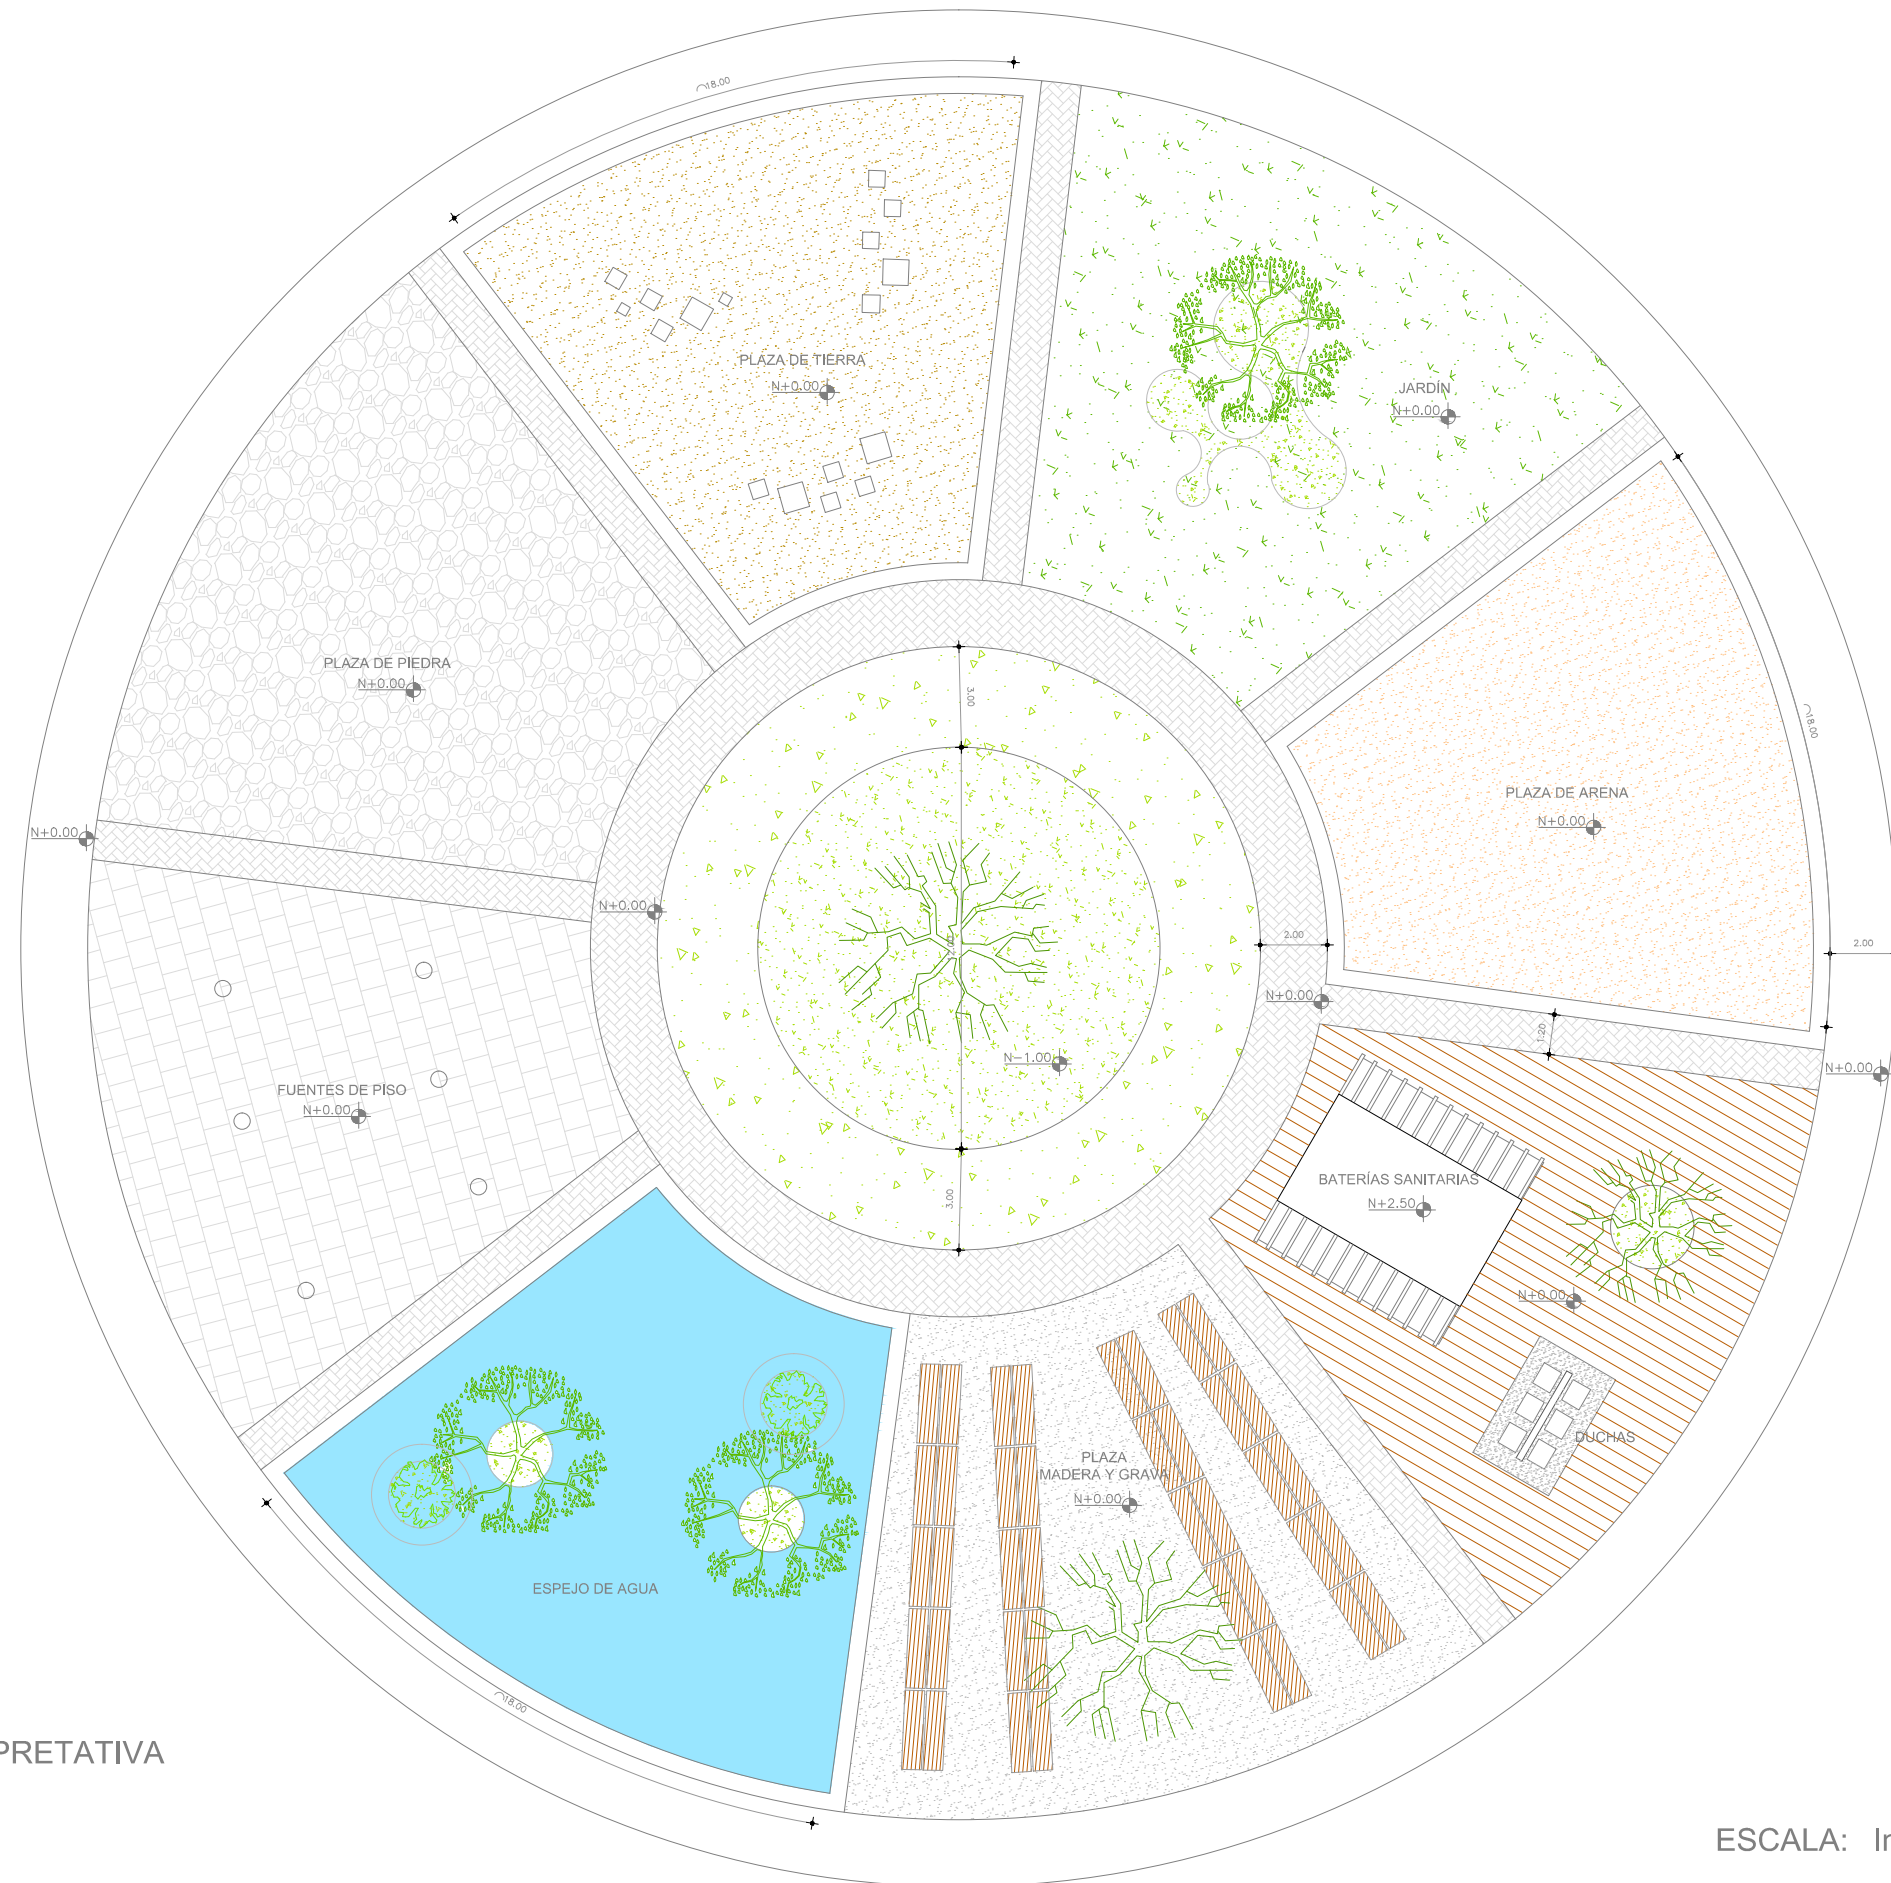 18.00
PLAZA DE TIERRA
N+0.00
JARDÍN
N+0.00
PLAZA DE PIEDRA
N+0.00
3.00
18.00
PLAZA DE ARENA
N+0.00
N+0.00
N+0.00
2.00
2.00
N+0.00
1.20
N-1.00
N+0.00
FUENTES DE PISO
N+0.00
BATERÍAS SANITARIAS
N+2.50
3.00
N+0.00
DUCHAS
PLAZA
MADERA Y GRAVA
N+0.00
ESPEJO DE AGUA
18.00
PRETATIVA
ESCALA: